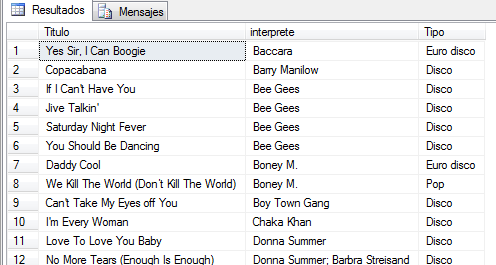 Resultados Mensajes
Titulo interprete Tipo
1 Yes Sir, I Can Boogie Baccara Euro disco
2 Copacabana Barry Manilow Disco
3 If I Can't Have You Bee Gees Disco
4 Jive Talkin' Bee Gees Disco
5 Saturday Night Fever Bee Gees Disco
6 You Should Be Dancing Bee Gees Disco
7 Daddy Cool Boney M. Euro disco
8 We Kill The World (Don't Kill The World) Boney M. Pop
9 Can't Take My Eyes off You Boy Town Gang Disco
10 I'm Every Woman Chaka Khan Disco
11 Love To Love You Baby Donna Summer Disco
12 No More Tears (Enough Is Enough) Donna Summer; Barbra Streisand Disco